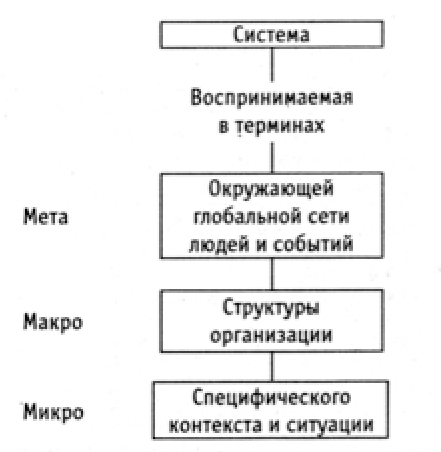 Система
Воспринимаемая
в терминах
Мета
Окружающей
глобальной сети
людей и событий
Макро
Структуры
организации
Микро
Специфического
контекста и ситуации